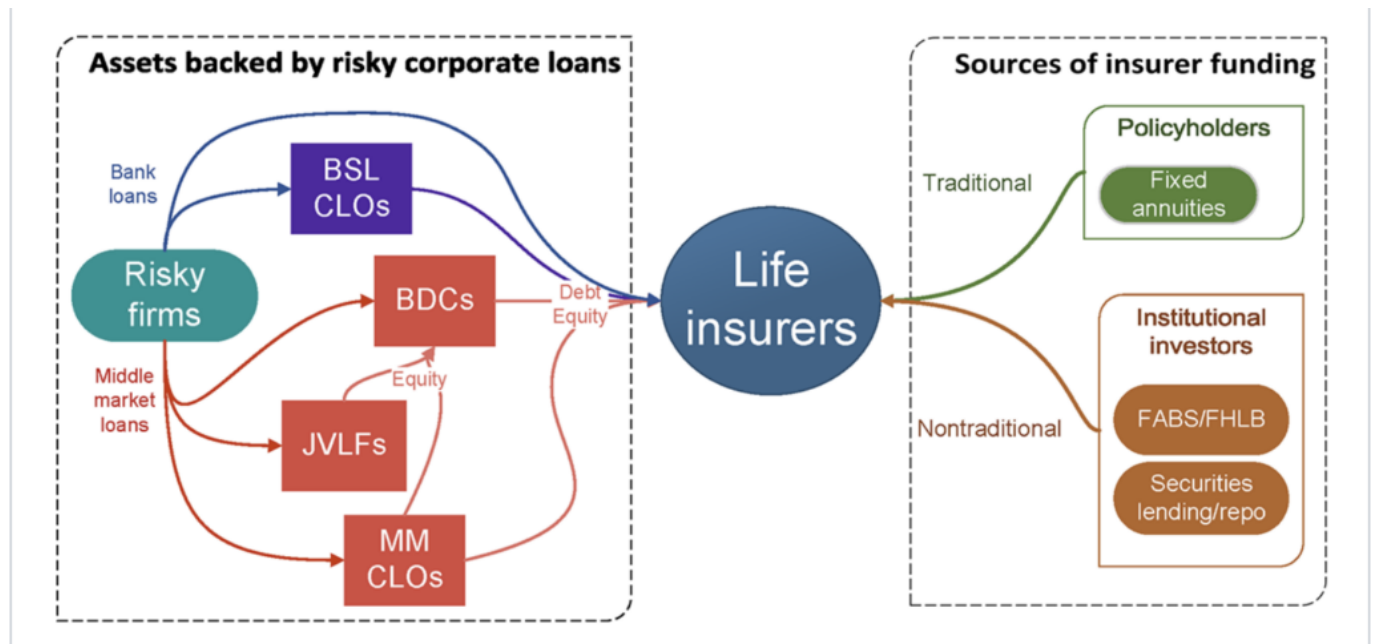 Assets backed by risky corporate loans
Bank
loans
BSL
CLOs
Risky
firms
BDCs
Debt
Equity
Middle
market
loans
Equity
JVLFs
MM
CLOs
Life
insurers
Sources of insurer funding
Policyholders
Traditional
Fixed
annuities
Institutional
investors
Nontraditional
FABS/FHLB
Securities
lending/repo